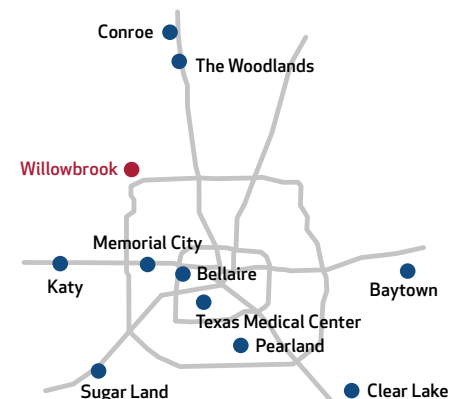 Conroe
The Woodlands
Willowbrook
Memorial City
Bellaire
Katy
Baytown
Texas Medical Center
Pearland
Sugar Land
Clear Lake